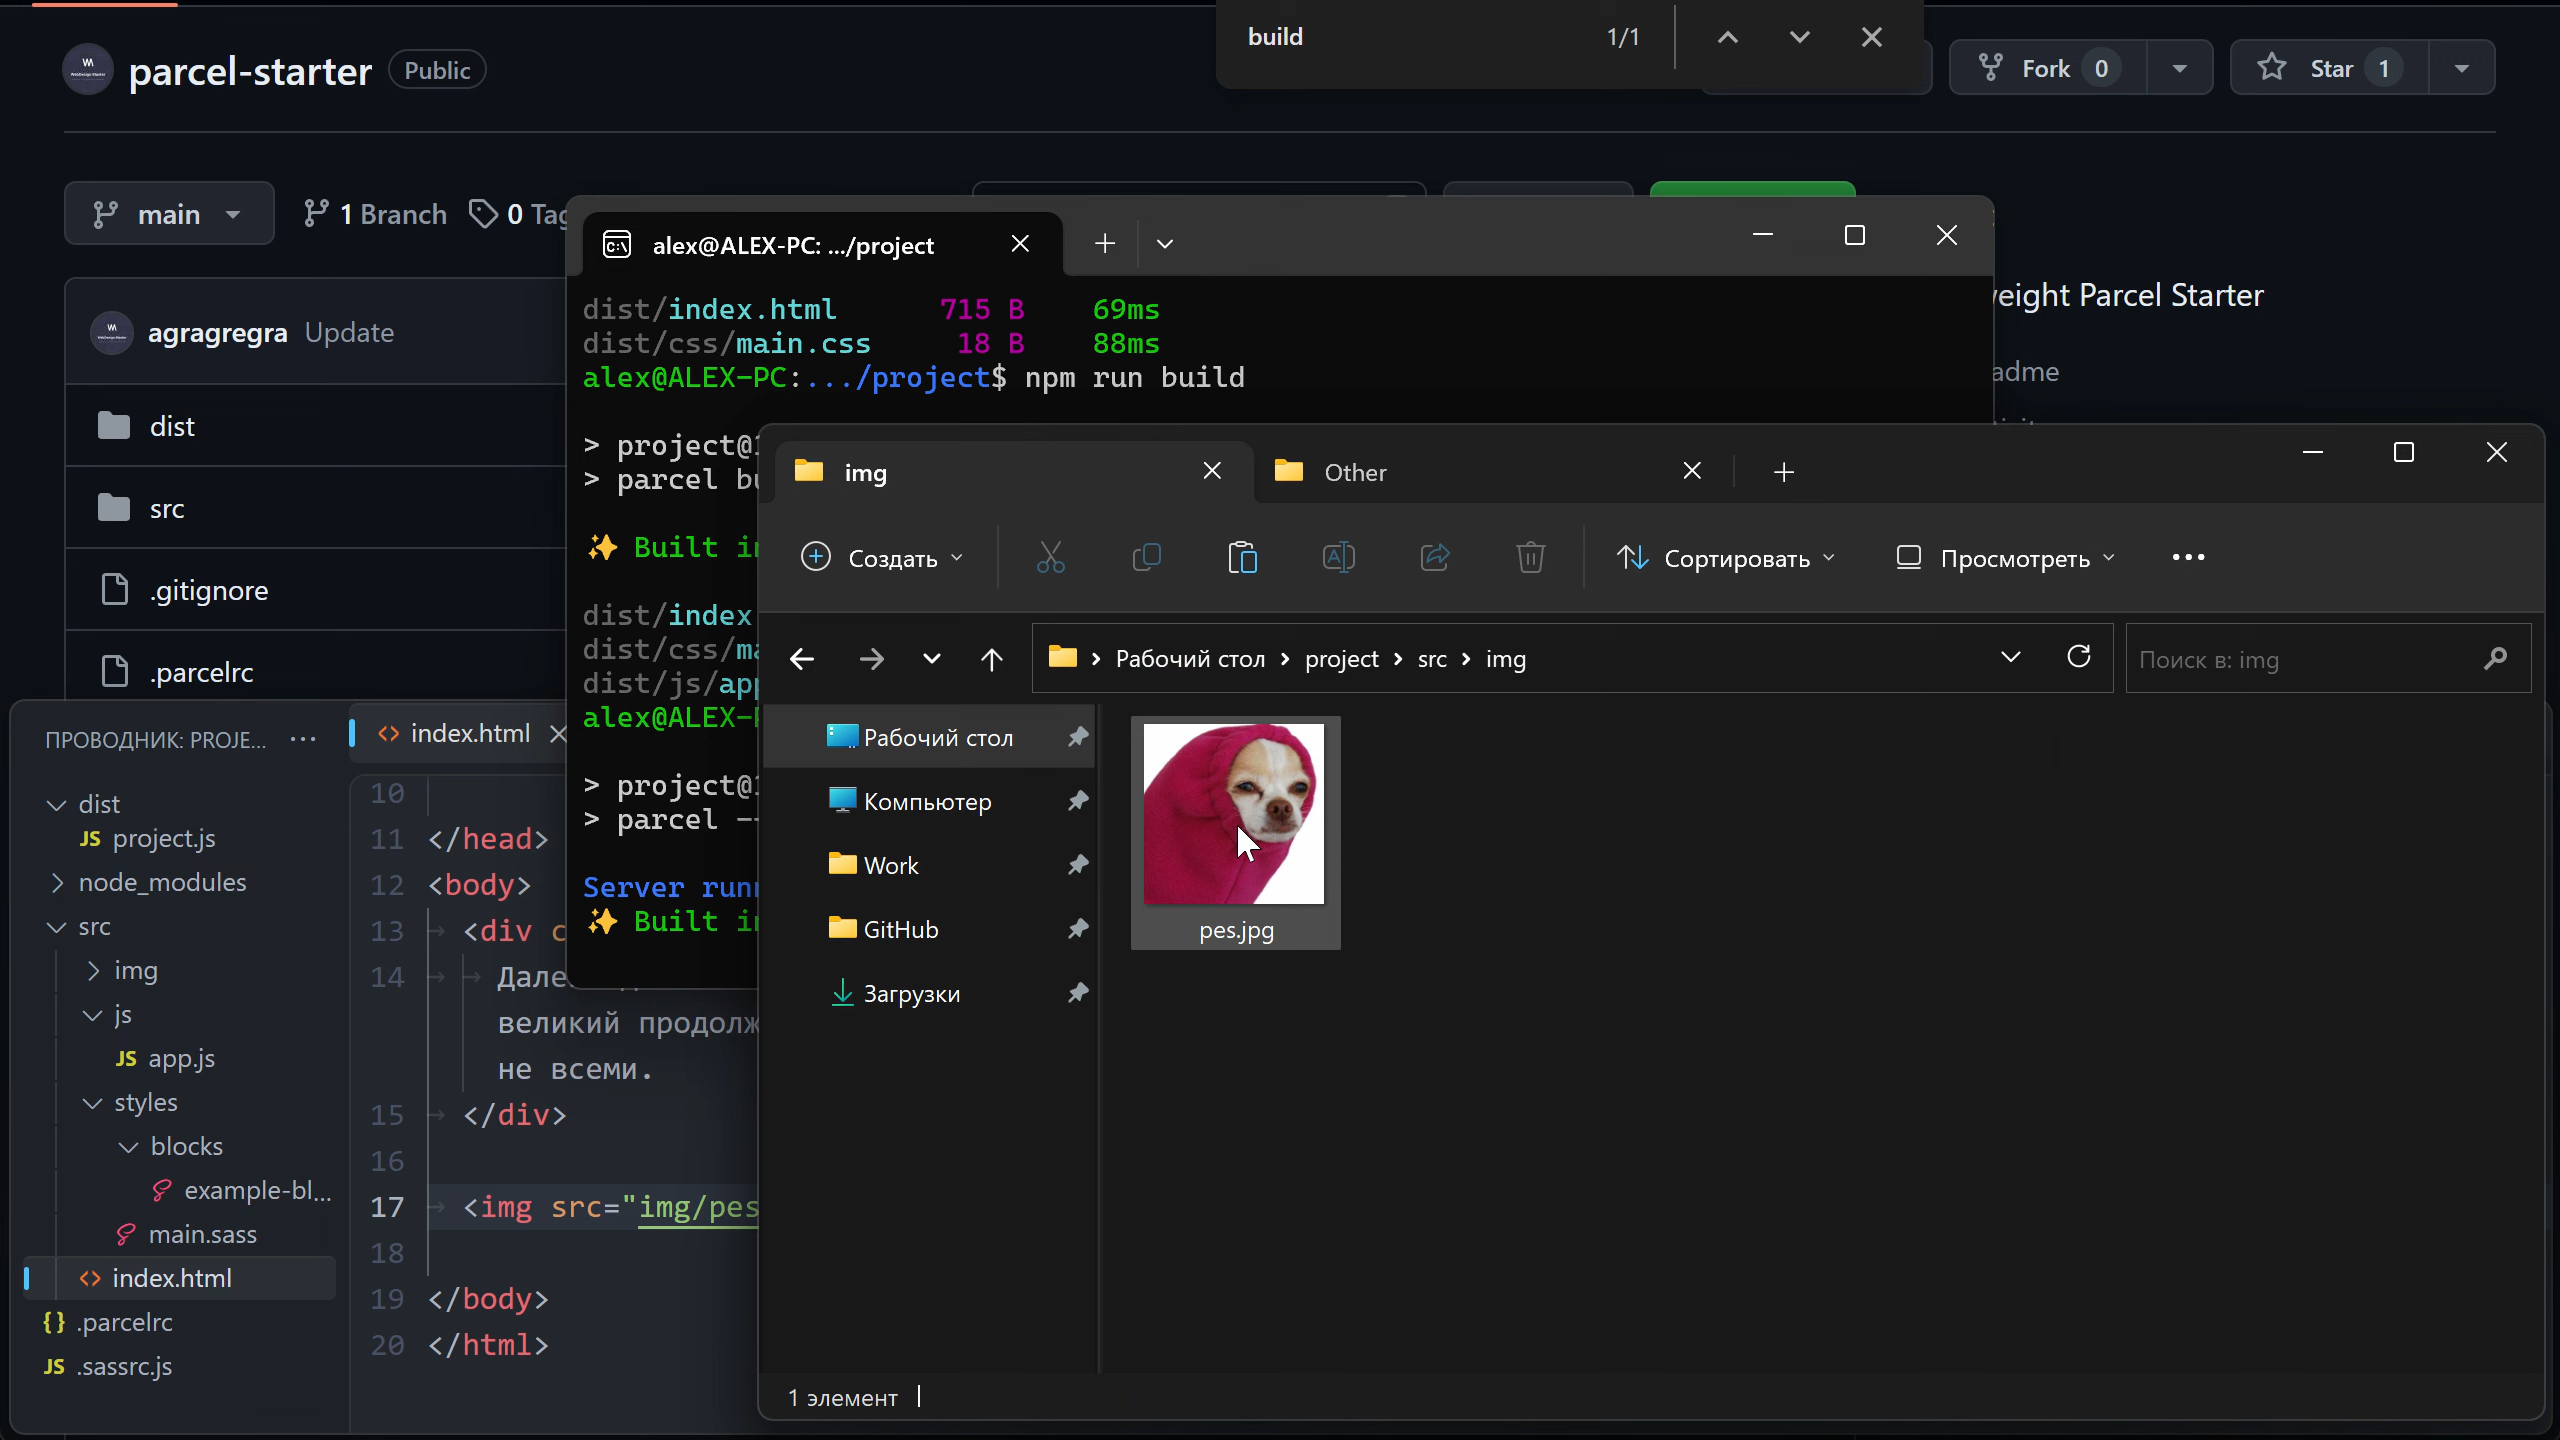 parcel-starter
Public
build
1/1
Fork 0
Star 1
main
1 Branch
0 Tag
agragregra Update
dist
src
.gitignore
.parcelrc
eight Parcel Starter
adme
alex@ALEX-PC: .../project
dist/index.html 715 B 69ms
dist/css/main.css 18 B 88ms
alex@ALEX-PC:.../project$ npm run build
> project@
> parcel bu
✨ Built in
dist/index
dist/css/ma
dist/js/app
alex@ALEX-P
> project@
> parcel --
Server runn
✨ Built in
ПРОВОДНИК: PROJE... ...
dist
JS project.js
node_modules
src
img
js
JS app.js
styles
blocks
example-bl...
main.sass
<> index.html
{} .parcelrc
JS .sassrc.js
<> index.html
10
11 </head>
12 <body>
13 <div c
14 Дале
великий продолж
не всеми.
15 </div>
16
17 <img src="img/pes
18
19 </body>
20 </html>
img
Other
Создать
Сортировать
Просмотреть
Рабочий стол > project > src > img
Поиск в: img
Рабочий стол
Компьютер
Work
GitHub
Загрузки
pes.jpg
1 элемент